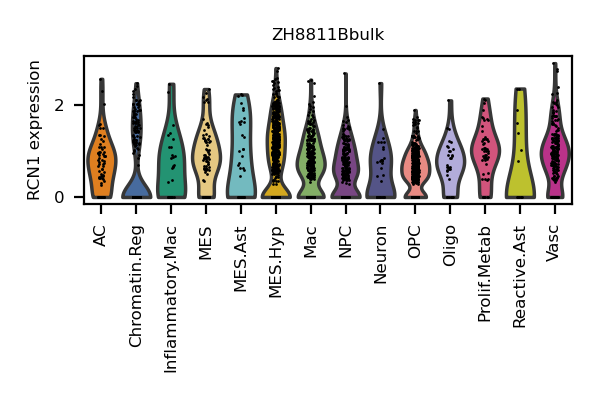 ZH8811Bbulk
RCN1 expression
2
0
AC
Chromatin.Reg
Inflammatory.Mac
MES
MES.Ast
MES.Hyp
Mac
NPC
Neuron
OPC
Oligo
Prolif.Metab
Reactive.Ast
Vasc